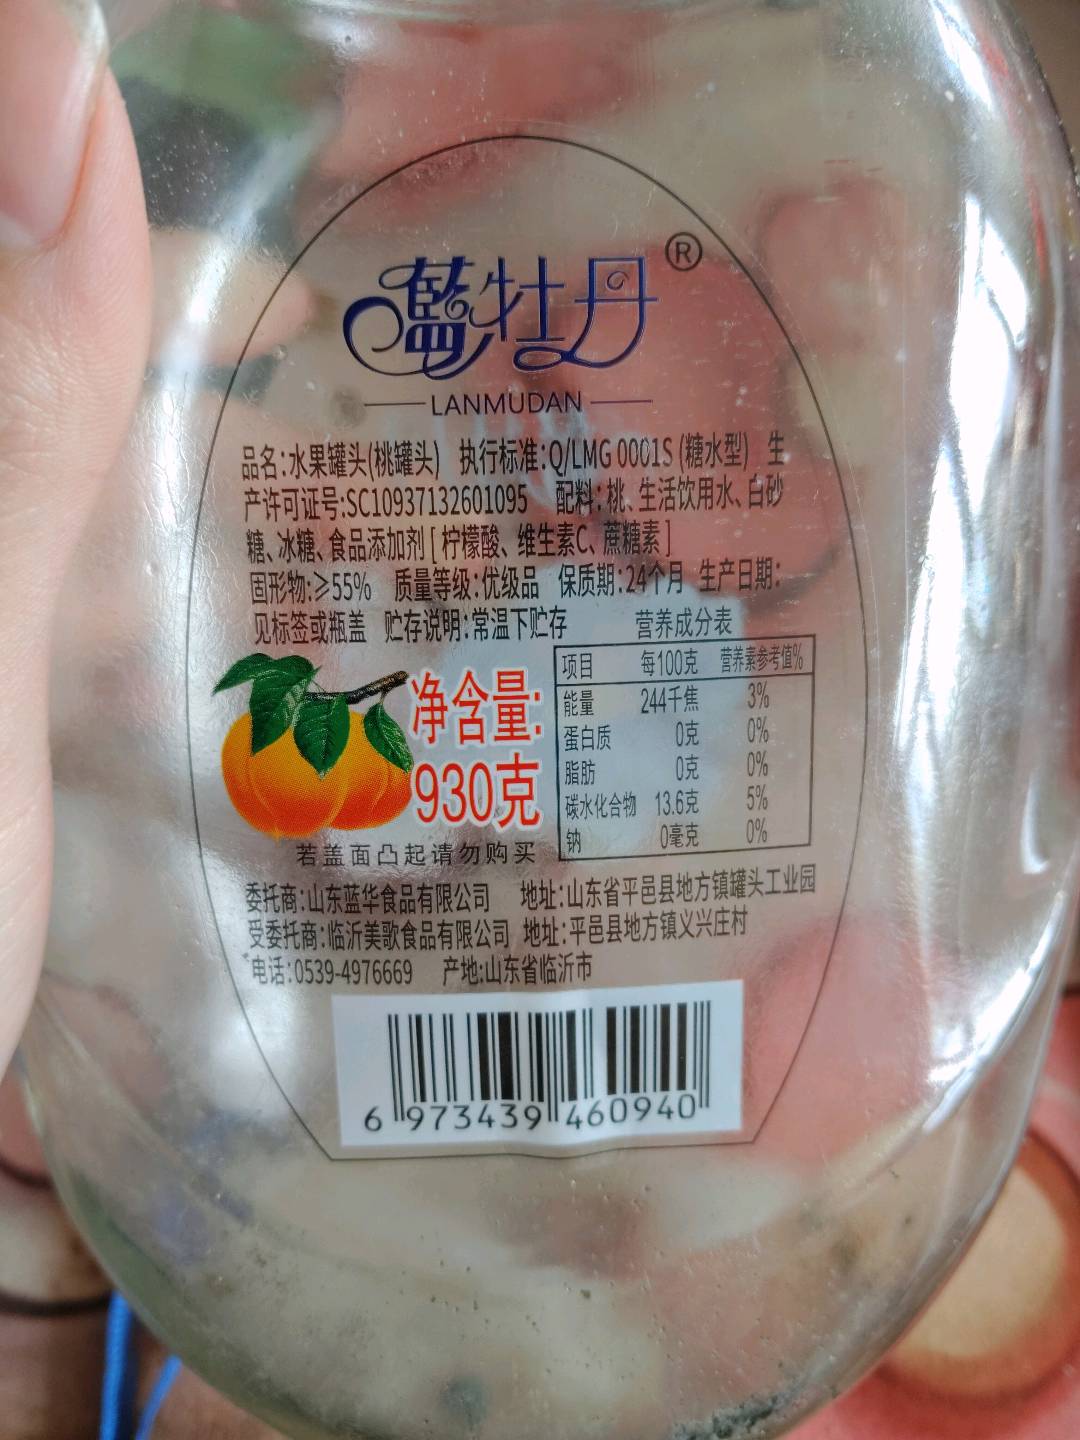 藍牡丹®
LANMUDAN
品名:水果罐头(桃罐头) 执行标准:Q/LMG 0001S (糖水型) 生
产许可证号:SC10937132601095 配料:桃、生活饮用水、白砂
糖、冰糖、食品添加剂 [ 柠檬酸、维生素C、蔗糖素 ]
固形物:≥55% 质量等级:优级品 保质期:24个月 生产日期:
见标签或瓶盖 贮存说明:常温下贮存
营养成分表
项目 每100克 营养素参考值%
能量 244千焦 3%
蛋白质 0克 0%
脂肪 0克 0%
碳水化合物 13.6克 5%
钠 0毫克 0%
净含量:
930克
若盖面凸起请勿购买
委托商:山东蓝华食品有限公司 地址:山东省平邑县地方镇罐头工业园
受委托商:临沂美歌食品有限公司 地址:平邑县地方镇义兴庄村
电话:0539-4976669 产地:山东省临沂市
6 973439 460940